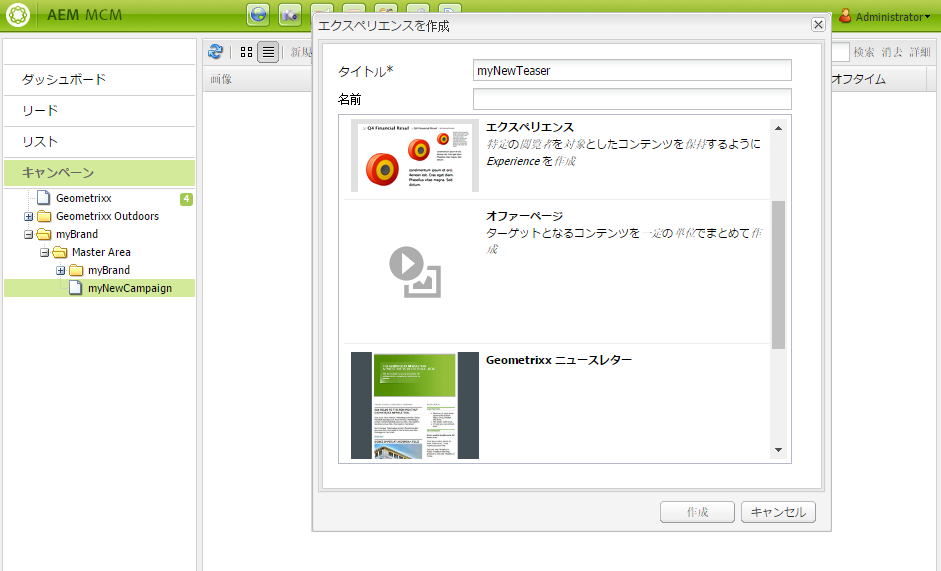 AEM MCM
Administrator
エクスペリエンスを作成
ダッシュボード
リード
リスト
キャンペーン
Geometrixx
4
Geometrixx Outdoors
myBrand
Master Area
myBrand
myNewCampaign
新規
画像
検索 消去 詳細
オフタイム
タイトル*
myNewTeaser
名前
Q4 Financial Retail
Q4 Financial Retail
エクスペリエンス
特定の閲覧者を対象としたコンテンツを保持するように
Experience を作成
オファーページ
ターゲットとなるコンテンツを一定の単位でまとめて作
成
Geometrixx ニュースレター
作成
キャンセル